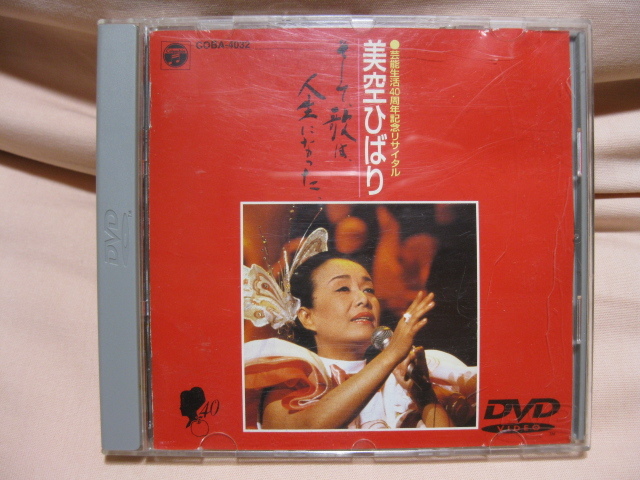 COBA-4032
●芸能生活40周年記念リサイタル
美空ひばり
そして、歌は、
人生になった。
DVD
40
DVD
VIDEO